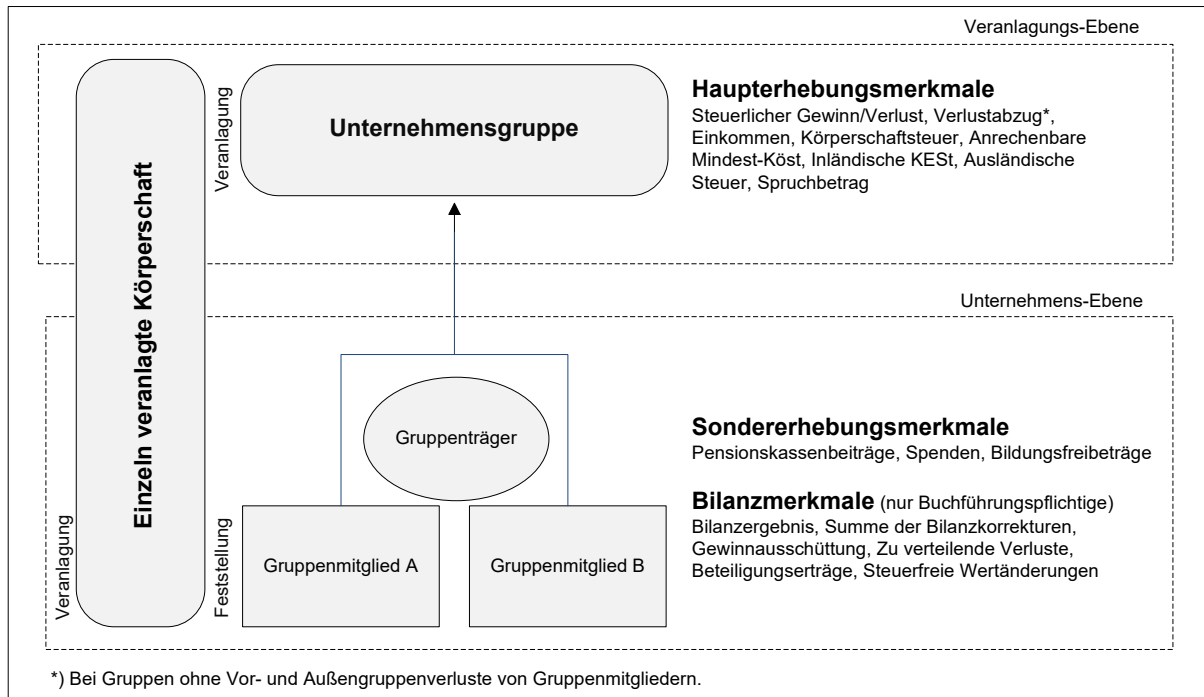 Veranlagungs-Ebene
Einzeln veranlagte Körperschaft
Veranlagung
Veranlagung
Unternehmensgruppe
Haupterhebungsmerkmale
Steuerlicher Gewinn/Verlust, Verlustabzug*,
Einkommen, Körperschaftsteuer, Anrechenbare
Mindest-Köst, Inländische KESt, Ausländische
Steuer, Spruchbetrag
Unternehmens-Ebene
Gruppenträger
Feststellung
Gruppenmitglied A
Gruppenmitglied B
Sondererhebungsmerkmale
Pensionskassenbeiträge, Spenden, Bildungsfreibeträge
Bilanzmerkmale (nur Buchführungspflichtige)
Bilanzergebnis, Summe der Bilanzkorrekturen,
Gewinnausschüttung, Zu verteilende Verluste,
Beteiligungserträge, Steuerfreie Wertänderungen
*) Bei Gruppen ohne Vor- und Außengruppenverluste von Gruppenmitgliedern.